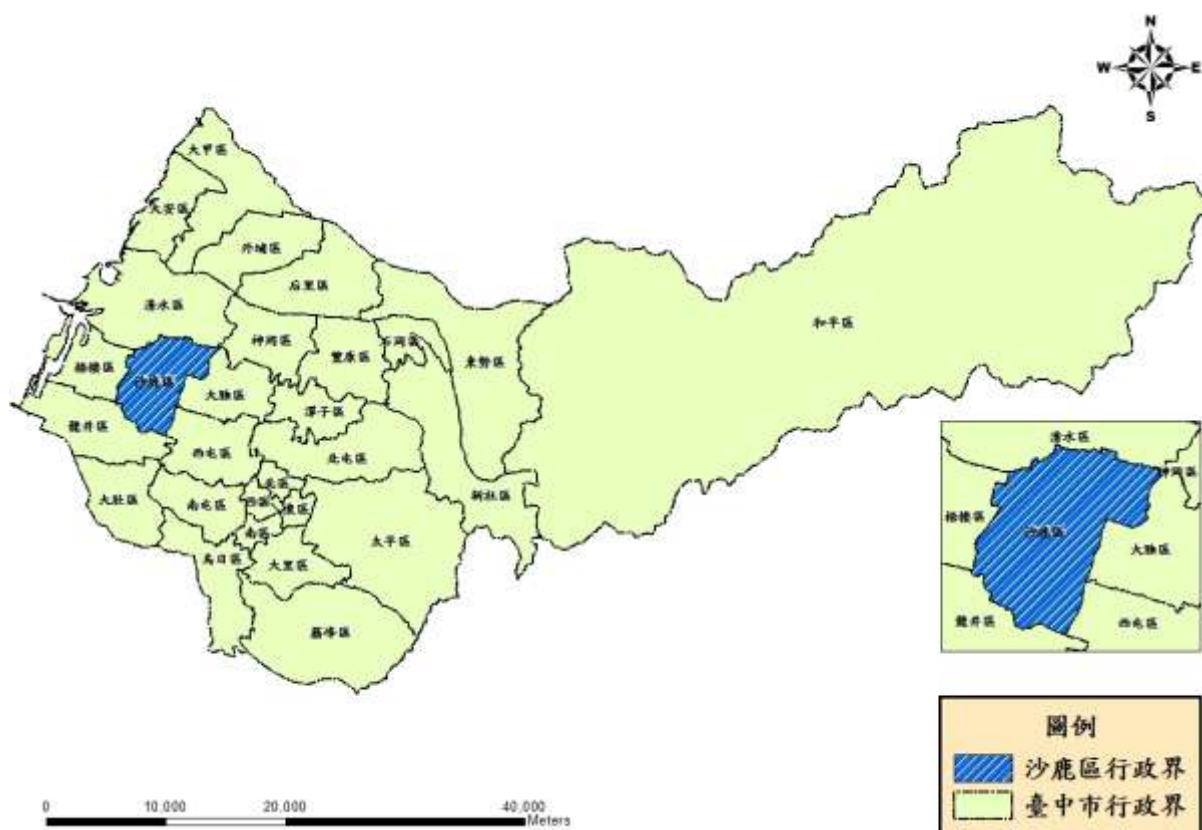 N
W E
S
大甲區
大安區
外埔區
后里區
清水區
神岡區
豐原區
石岡區
東勢區
和平區
梧棲區
沙鹿區
大雅區
潭子區
龍井區
西屯區
北屯區
新社區
大肚區
南屯區
北區
西區
東區
南區
太平區
烏日區
大里區
霧峰區
清水區
神岡區
梧棲區
沙鹿區
大雅區
龍井區
西屯區
圖例
沙鹿區行政界
臺中市行政界
0 10,000 20,000 40,000
Meters